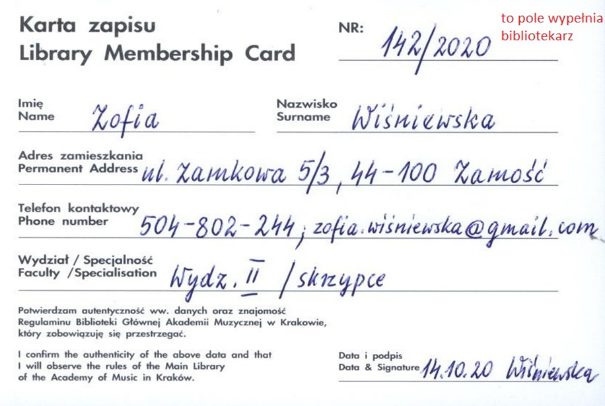 Karta zapisu
Library Membership Card
NR: 142/2020
to pole wypełnia
bibliotekarz
Imię
Name Zofia
Nazwisko
Surname Wiśniewska
Adres zamieszkania
Permanent Address ul. Zamkowa 5/3, 44-100 Zamość
Telefon kontaktowy
Phone number 504-802-244; zofia.wiśniewska@gmail.com
Wydział / Specjalność
Faculty /Specialisation Wydz. II / skrzypce
Potwierdzam autentyczność ww. danych oraz znajomość
Regulaminu Biblioteki Głównej Akademii Muzycznej w Krakowie,
który zobowiązuję się przestrzegać.
I confirm the authenticity of the above data and that
I will observe the rules of the Main Library
of the Academy of Music in Kraków.
Data i podpis
Data & Signature 14.10.20 Wiśniewska